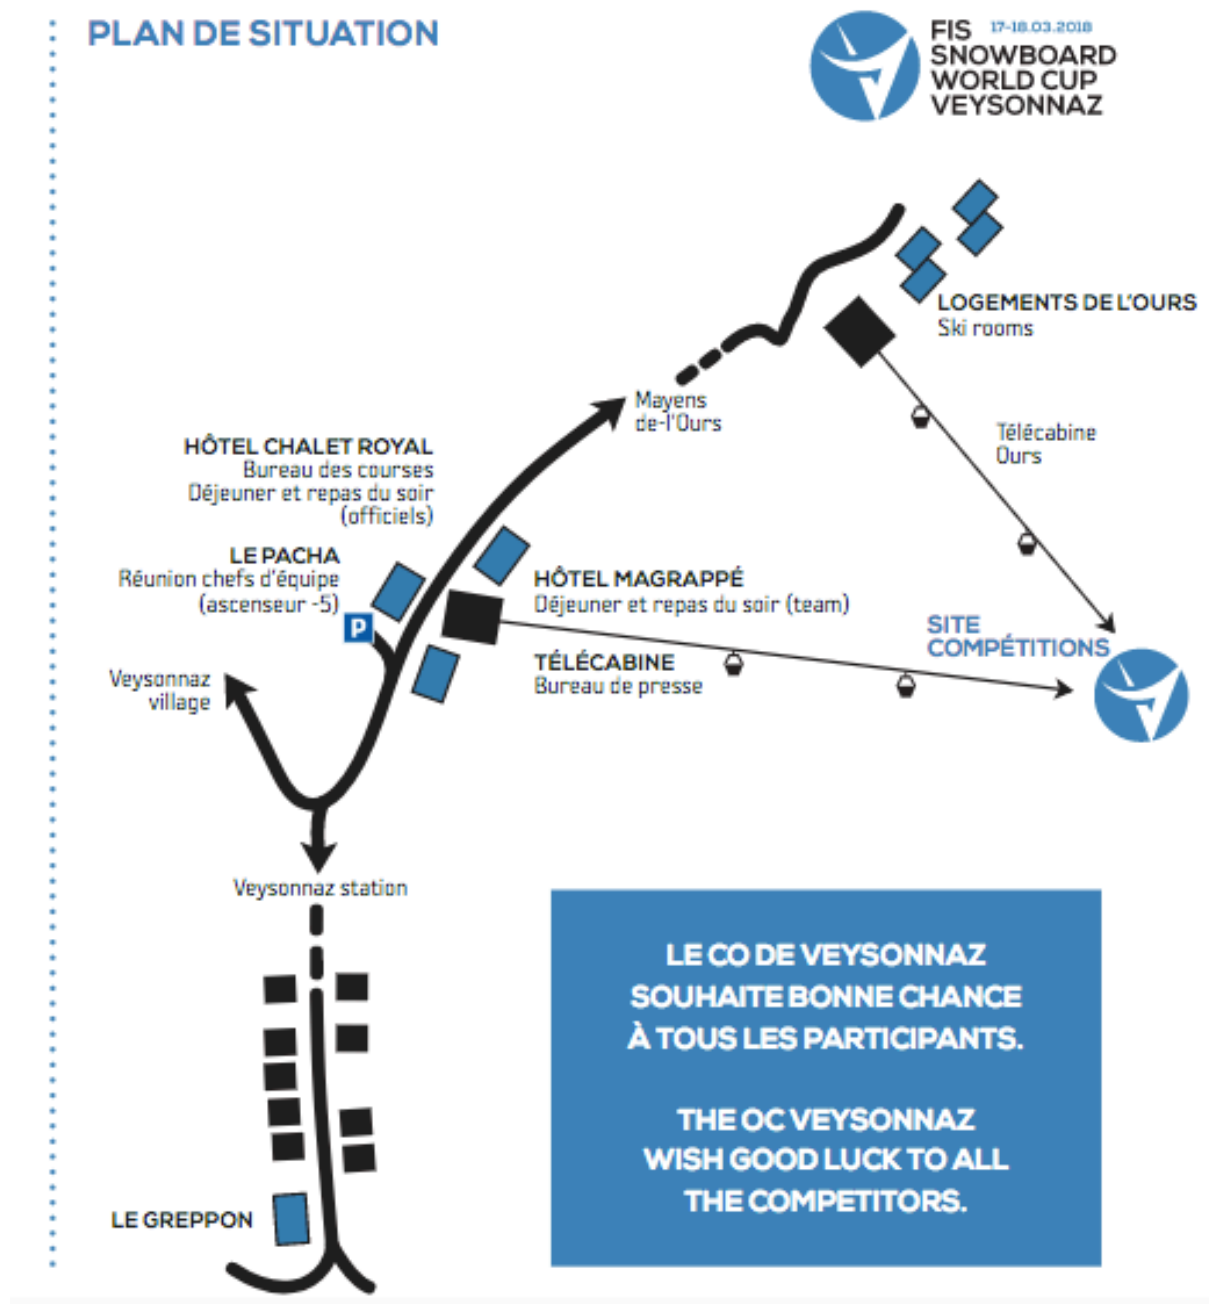 PLAN DE SITUATION
FIS 17-18.03.2018
SNOWBOARD
WORLD CUP
VEYSONNAZ
LOGEMENTS DE L'OURS
Ski rooms
Mayens
de-l'Ours
Télécabine
Ours
HÔTEL CHALET ROYAL
Bureau des courses
Déjeuner et repas du soir
(officiels)
LE PACHA
Réunion chefs d'équipe
(ascenseur -5)
P
HÔTEL MAGRAPPÉ
Déjeuner et repas du soir (team)
TÉLÉCABINE
Bureau de presse
SITE
COMPÉTITIONS
Veysonnaz
village
Veysonnaz station
LE GREPPON
LE CO DE VEYSONNAZ
SOUHAITE BONNE CHANCE
À TOUS LES PARTICIPANTS.
THE OC VEYSONNAZ
WISH GOOD LUCK TO ALL
THE COMPETITORS.